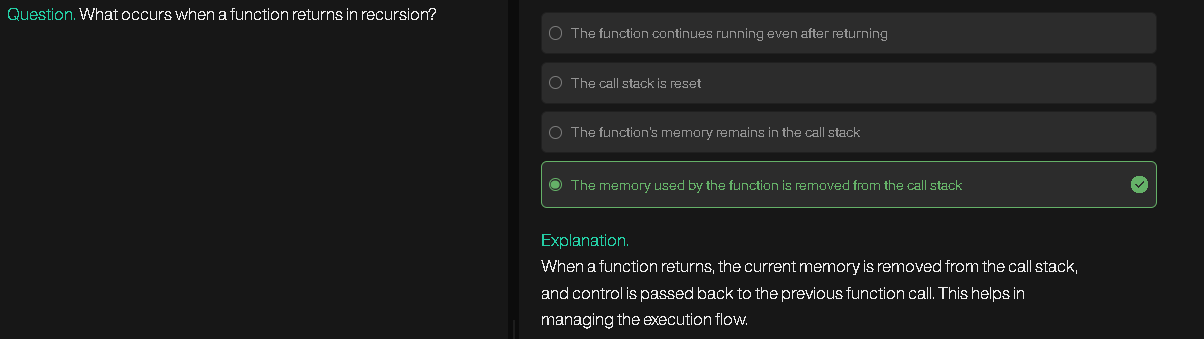 Question. What occurs when a function returns in recursion?
The function continues running even after returning
The call stack is reset
The function's memory remains in the call stack
The memory used by the function is removed from the call stack
Explanation.
When a function returns, the current memory is removed from the call stack,
and control is passed back to the previous function call. This helps in
managing the execution flow.